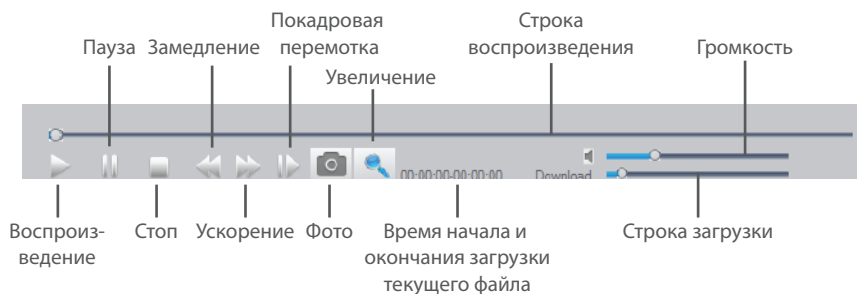 Покадровая
перемотка
Строка
воспроизведения
Пауза
Замедление
Громкость
Увеличение
00:00:00-00:00:00
Download
Воспроиз-
ведение
Стоп
Ускорение
Фото
Время начала и
окончания загрузки
текущего файла
Строка загрузки